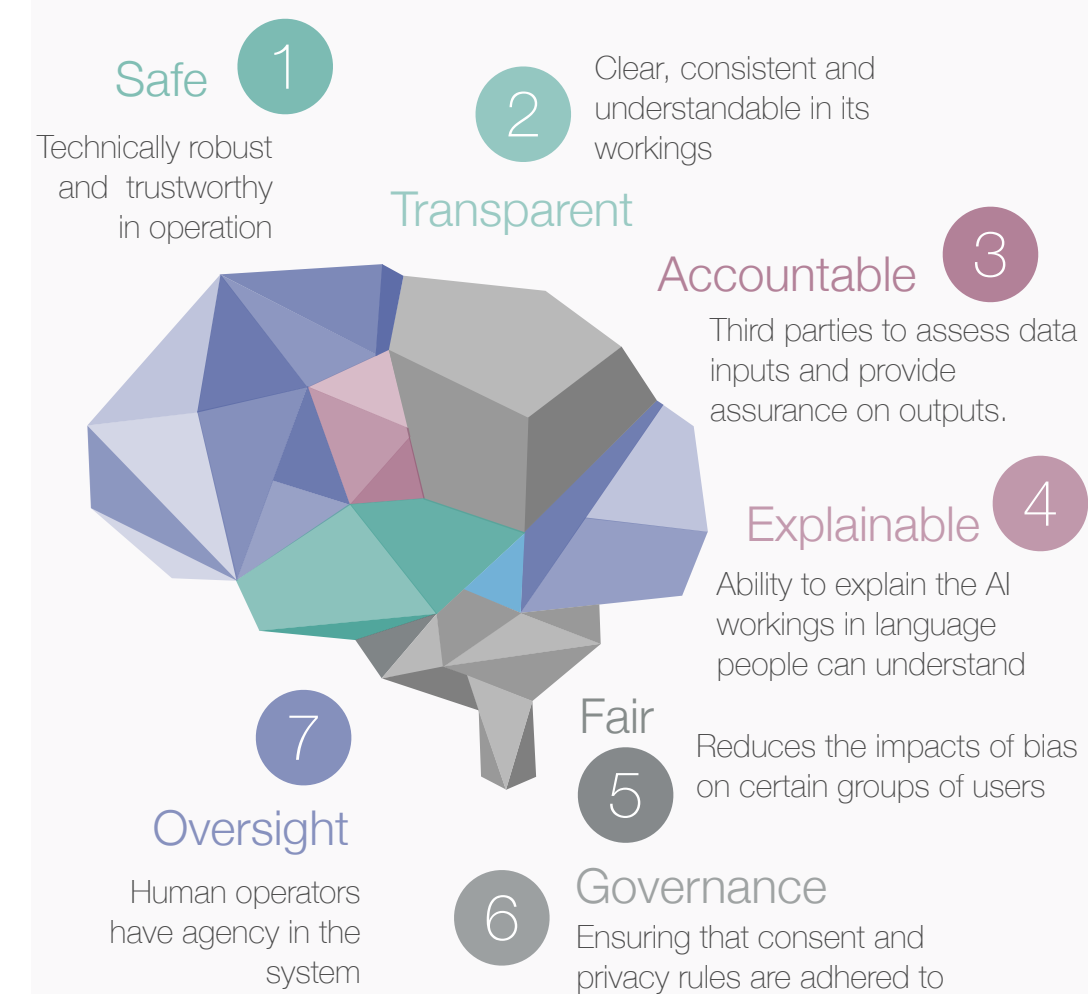 Safe
1
Technically robust
and trustworthy
in operation
2
Clear, consistent and
understandable in its
workings
Transparent
Accountable
3
Third parties to assess data
inputs and provide
assurance on outputs.
Explainable
4
Ability to explain the AI
workings in language
people can understand
Fair
5
Reduces the impacts of bias
on certain groups of users
6
Governance
Ensuring that consent and
privacy rules are adhered to
7
Oversight
Human operators
have agency in the
system